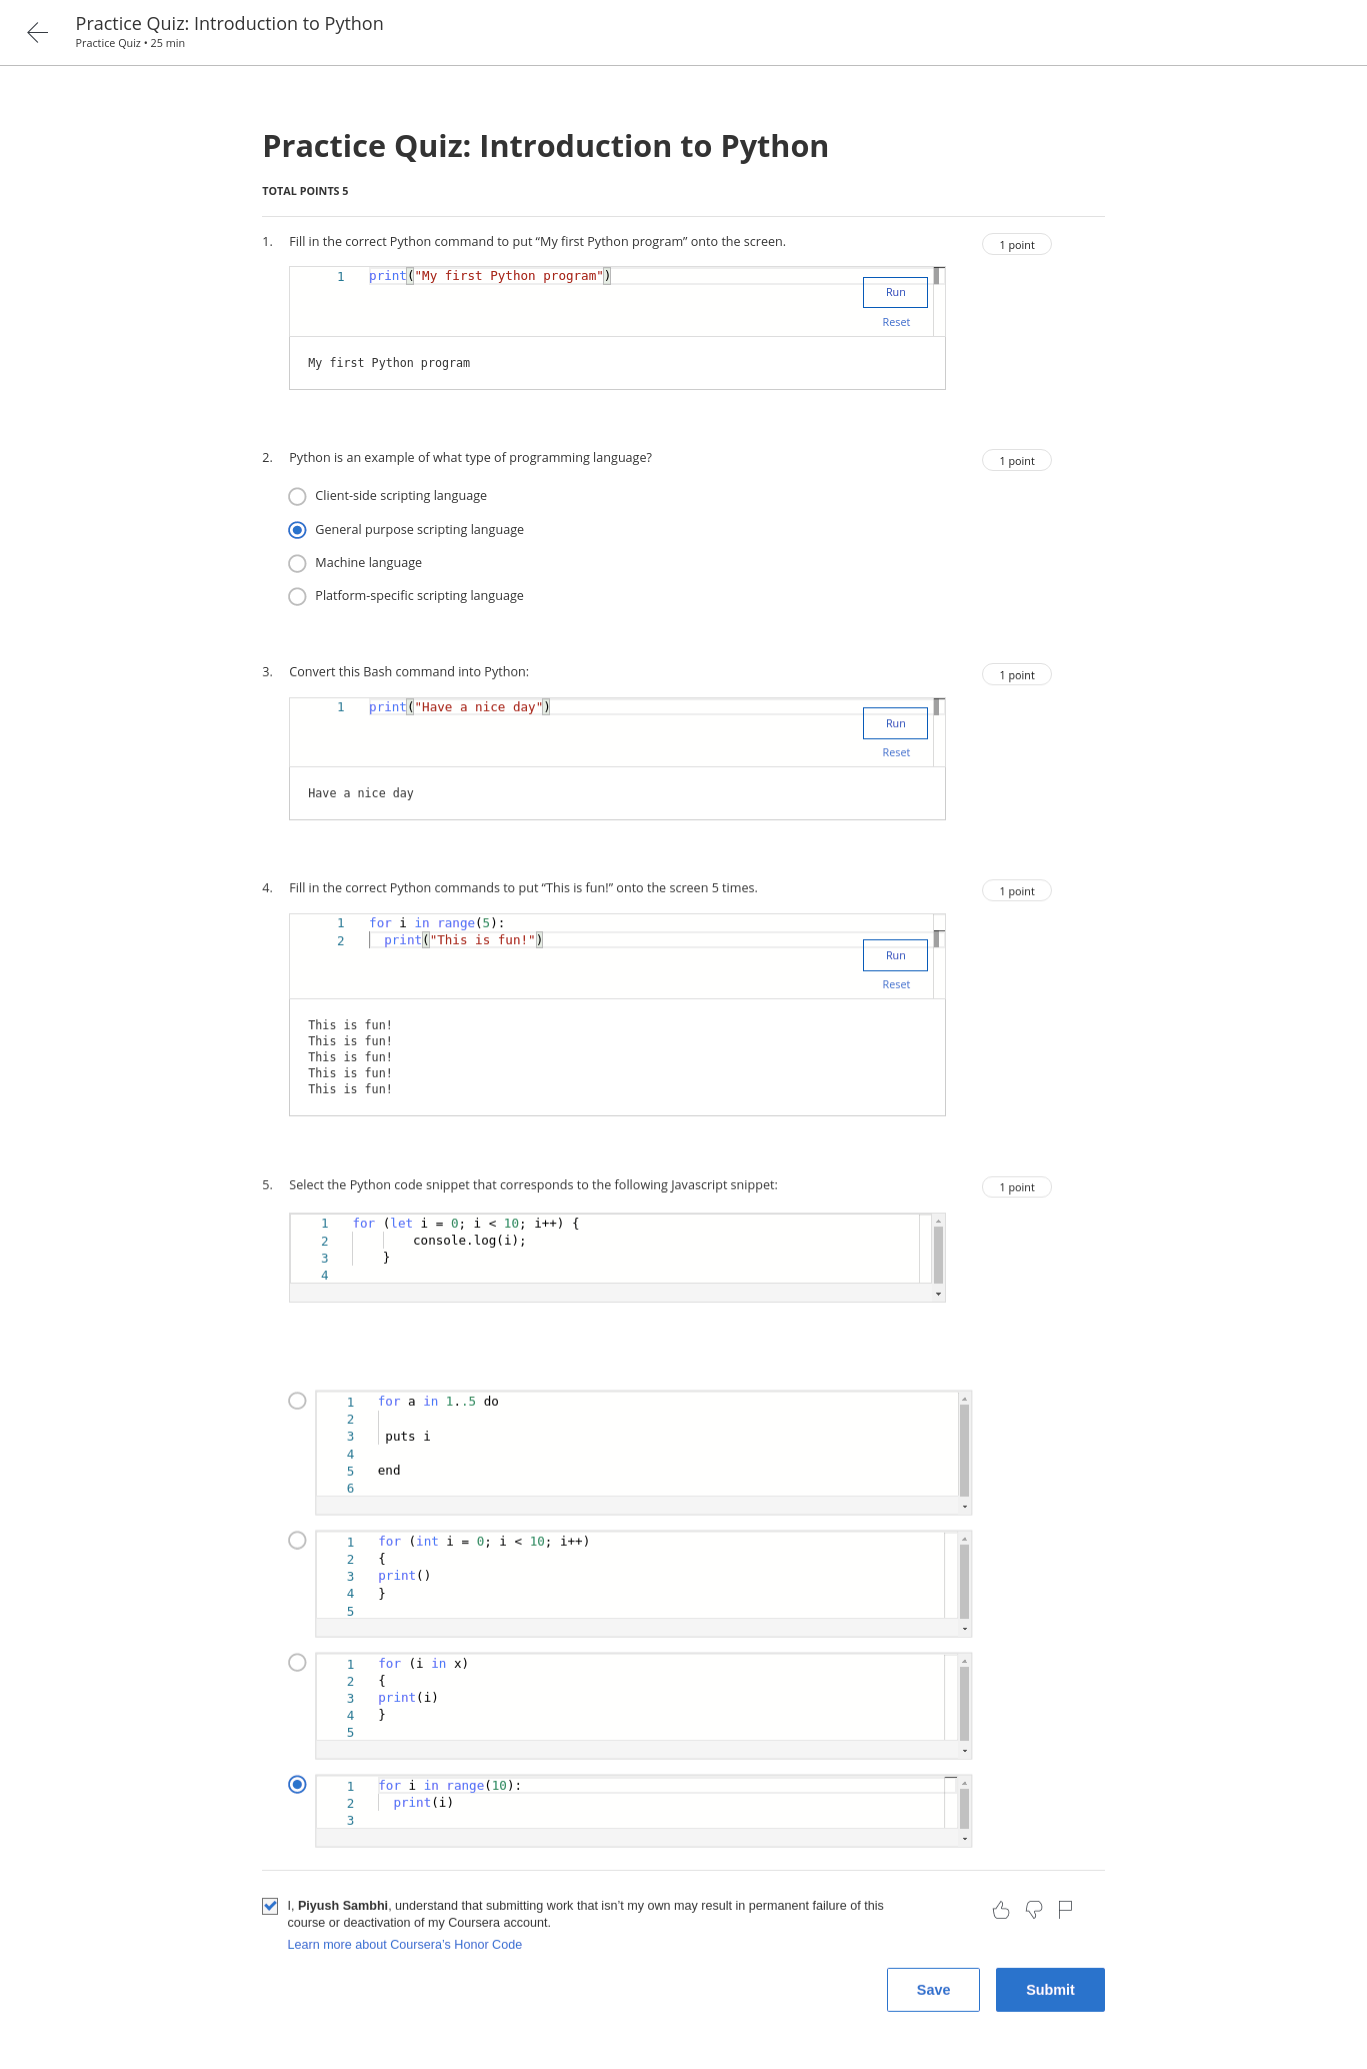 Practice Quiz: Introduction to Python
Practice Quiz • 25 min
Practice Quiz: Introduction to Python
TOTAL POINTS 5
1. Fill in the correct Python command to put “My first Python program” onto the screen.
1 point
1 print("My first Python program")
Run
Reset
My first Python program
2. Python is an example of what type of programming language?
1 point
Client-side scripting language
General purpose scripting language
Machine language
Platform-specific scripting language
3. Convert this Bash command into Python:
1 point
1 print("Have a nice day")
Run
Reset
Have a nice day
4. Fill in the correct Python commands to put “This is fun!” onto the screen 5 times.
1 point
1 for i in range(5):
2   print("This is fun!")
Run
Reset
This is fun!
This is fun!
This is fun!
This is fun!
This is fun!
5. Select the Python code snippet that corresponds to the following Javascript snippet:
1 point
1 for (let i = 0; i < 10; i++) {
2         console.log(i);
3     }
4
1 for a in 1..5 do
2
3  puts i
4
5 end
6
1 for (int i = 0; i < 10; i++)
2 {
3 print()
4 }
5
1 for (i in x)
2 {
3 print(i)
4 }
5
1 for i in range(10):
2   print(i)
3
I, Piyush Sambhi, understand that submitting work that isn’t my own may result in permanent failure of this
course or deactivation of my Coursera account.
Learn more about Coursera’s Honor Code
Save
Submit